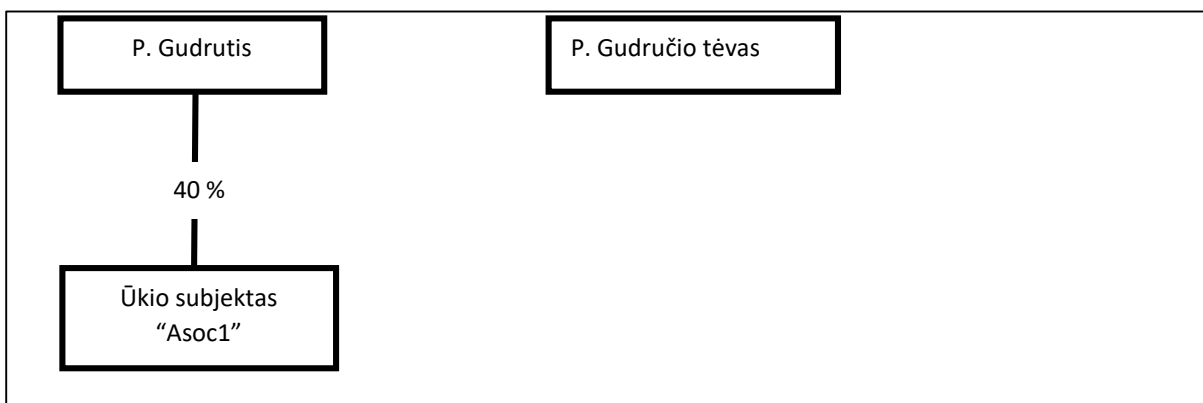 P. Gudrutis
P. Gudručio tėvas
40 %
Ūkio subjektas
“Asoc1”